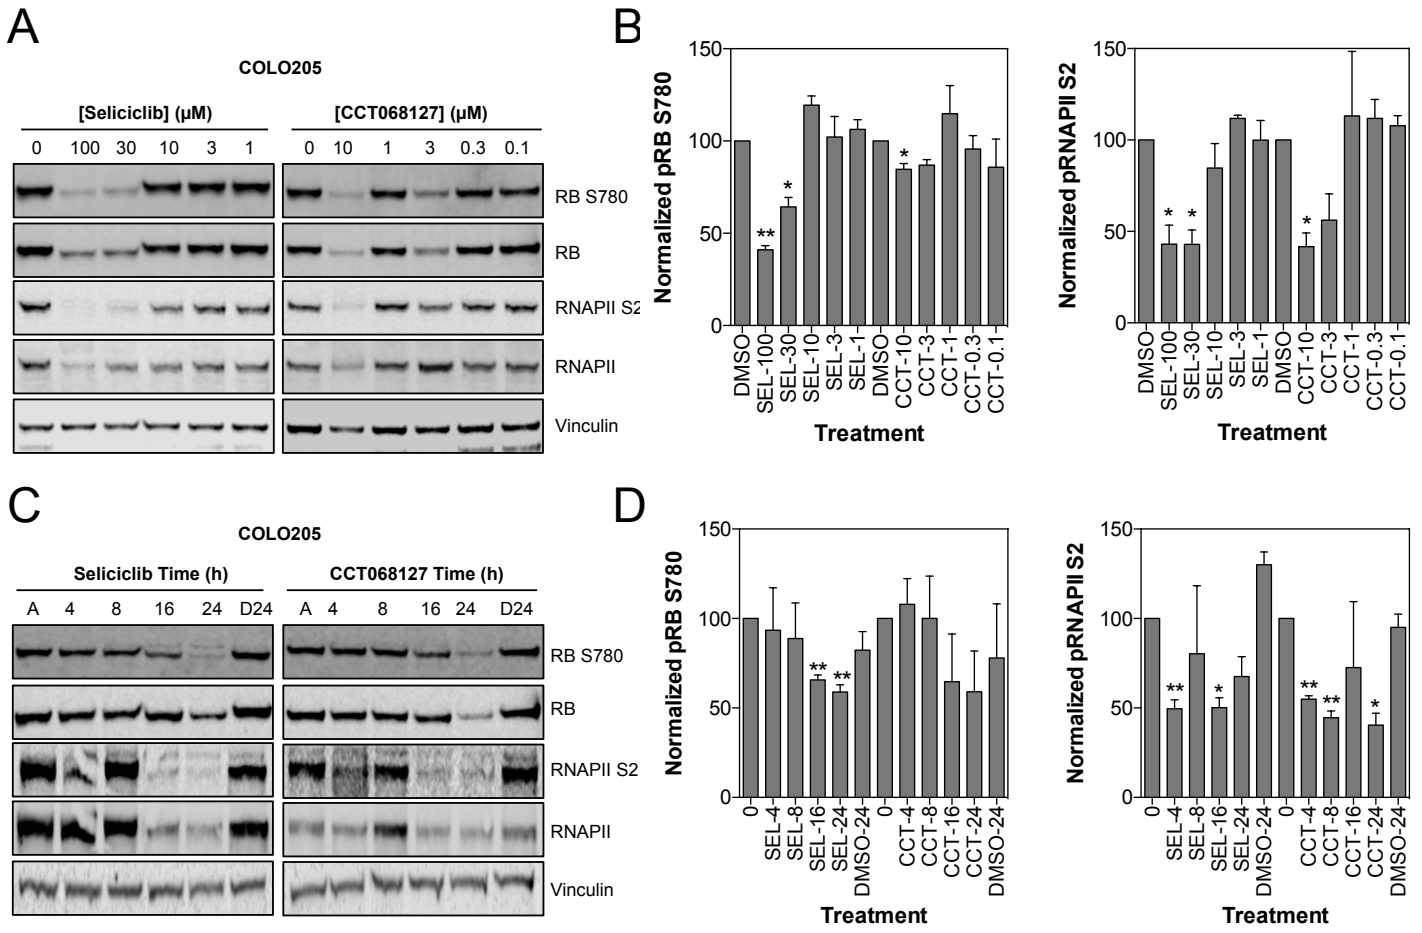 A
COLO205
[Seliciclib] (µM)
[CCT068127] (µM)
0 100 30 10 3 1
0 10 1 3 0.3 0.1
RB S780
RB
RNAPII S2
RNAPII
Vinculin
B
Normalized pRB S780
150
100
50
0
* * ** *
DMSO
SEL-100
SEL-30
SEL-10
SEL-3
SEL-1
DMSO
CCT-10
CCT-3
CCT-1
CCT-0.3
CCT-0.1
Treatment
Normalized pRNAPII S2
150
100
50
0
* * *
DMSO
SEL-100
SEL-30
SEL-10
SEL-3
SEL-1
DMSO
CCT-10
CCT-3
CCT-1
CCT-0.3
CCT-0.1
Treatment
C
COLO205
Seliciclib Time (h)
CCT068127 Time (h)
A 4 8 16 24 D24
A 4 8 16 24 D24
RB S780
RB
RNAPII S2
RNAPII
Vinculin
D
Normalized pRB S780
150
100
50
0
** **
0
SEL-4
SEL-8
SEL-16
SEL-24
DMSO-24
0
CCT-4
CCT-8
CCT-16
CCT-24
DMSO-24
Treatment
Normalized pRNAPII S2
150
100
50
0
** * ** ** *
0
SEL-4
SEL-8
SEL-16
SEL-24
DMSO-24
0
CCT-4
CCT-8
CCT-16
CCT-24
DMSO-24
Treatment